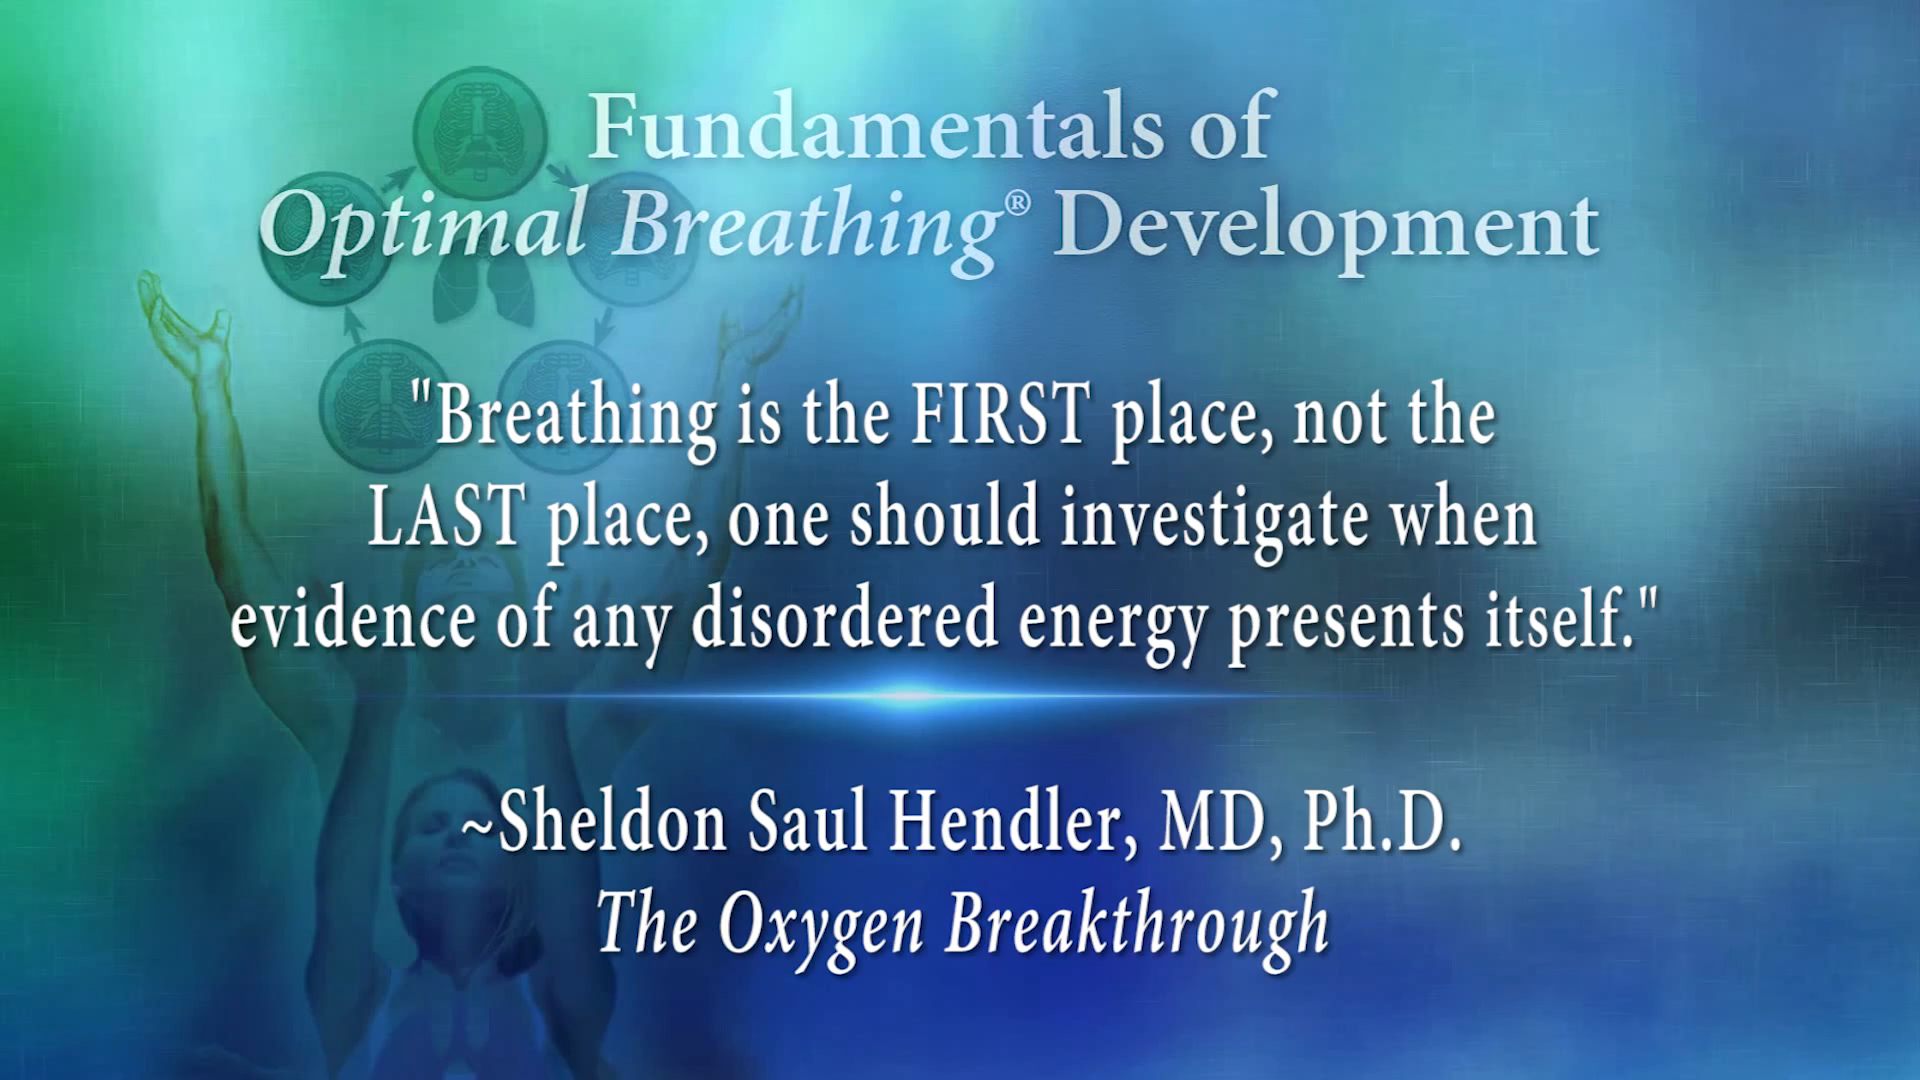 Fundamentals of
Optimal Breathing® Development
"Breathing is the FIRST place, not the
LAST place, one should investigate when
evidence of any disordered energy presents itself."
~Sheldon Saul Hendler, MD, Ph.D.
The Oxygen Breakthrough